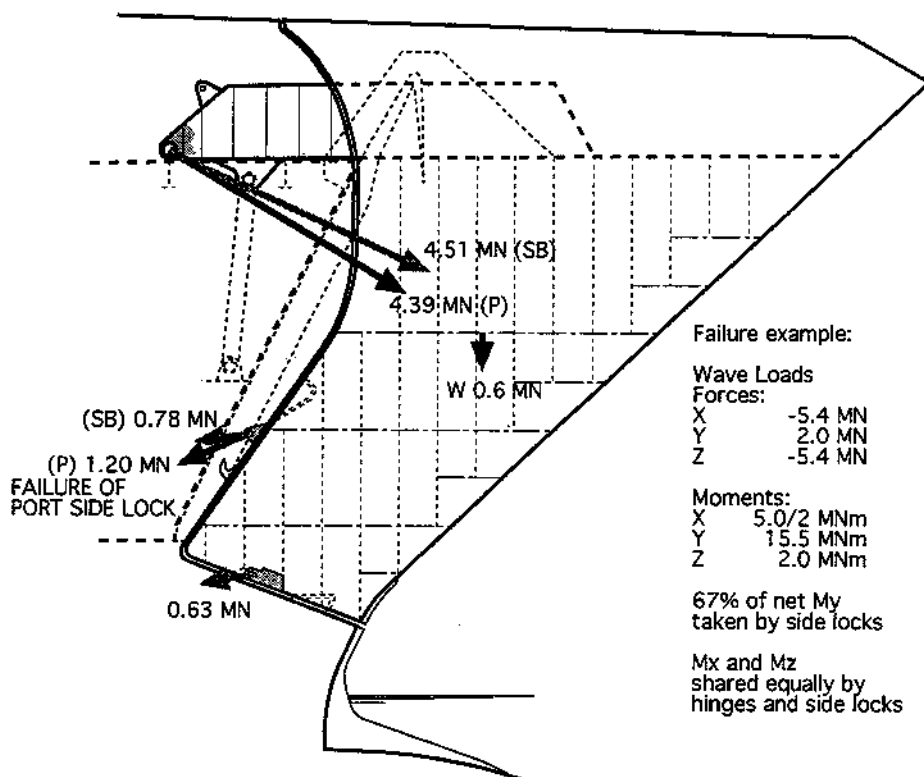 4.51 MN (SB)
4.39 MN (P)
W 0.6 MN
(SB) 0.78 MN
(P) 1.20 MN
FAILURE OF
PORT SIDE LOCK
0.63 MN
Failure example:
Wave Loads
Forces:
X -5.4 MN
Y 2.0 MN
Z -5.4 MN
Moments:
X 5.0/2 MNm
Y 15.5 MNm
Z 2.0 MNm
67% of net My
taken by side locks
Mx and Mz
shared equally by
hinges and side locks